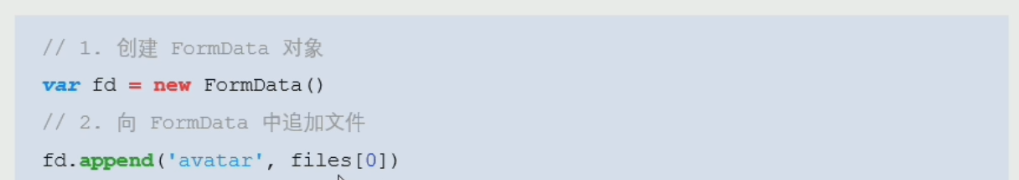 // 1. 创建 FormData 对象
var fd = new FormData()
// 2. 向 FormData 中追加文件
fd.append('avatar', files[0])